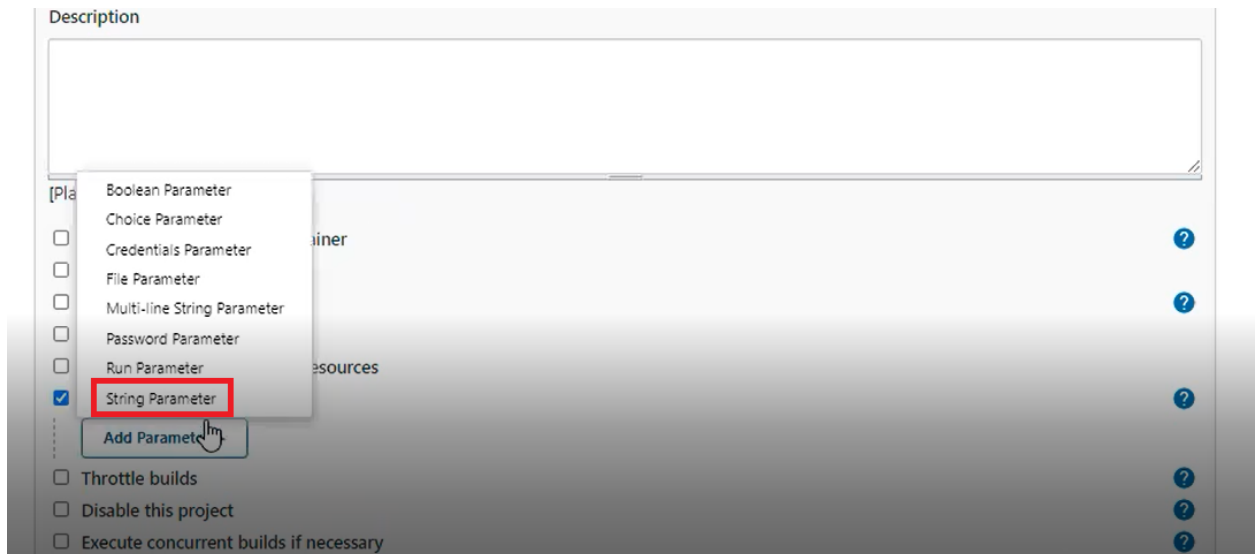 Description
[Pla
Boolean Parameter
Choice Parameter
ainer
Credentials Parameter
File Parameter
Multi-line String Parameter
Password Parameter
Run Parameter
esources
String Parameter
Add Paramet
Throttle builds
Disable this project
Execute concurrent builds if necessary